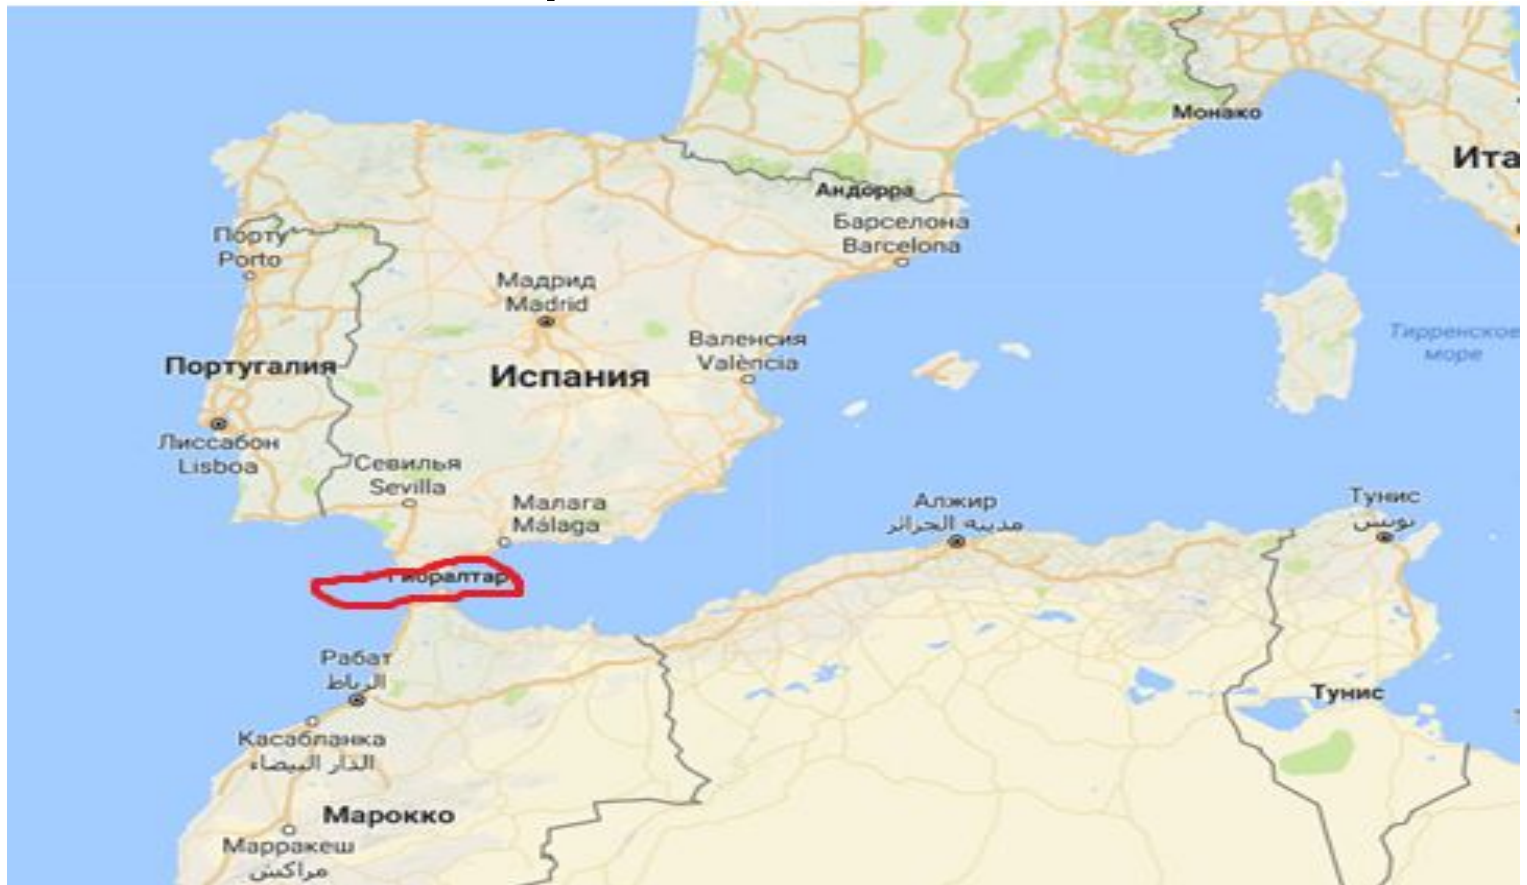 Монако
Ита
Андорра
Барселона
Barcelona
Порту
Porto
Мадрид
Madrid
Тирренское
море
Валенсия
València
Португалия
Испания
Лиссабон
Lisboa
Севилья
Sevilla
Малага
Málaga
Алжир
مدينة الجزائر
Тунис
تونس
Гибралтар
Рабат
الرباط
Тунис
Касабланка
الدار البيضاء
Марокко
Марракеш
مراكش